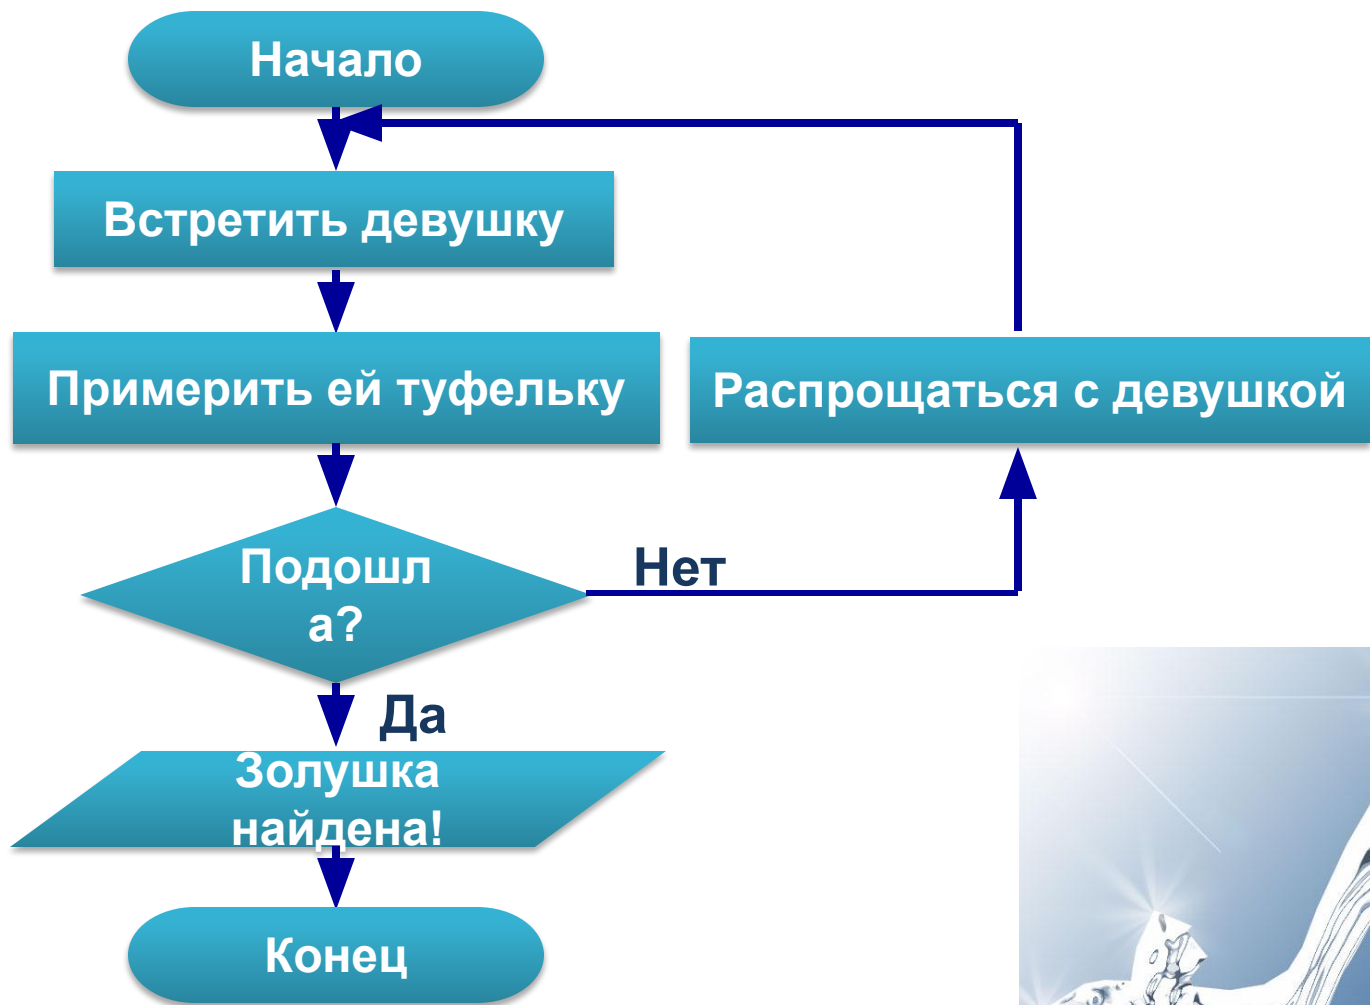 Начало
Встретить девушку
Примерить ей туфельку
Распрощаться с девушкой
Подошл
а?
Нет
Да
Золушка
найдена!
Конец